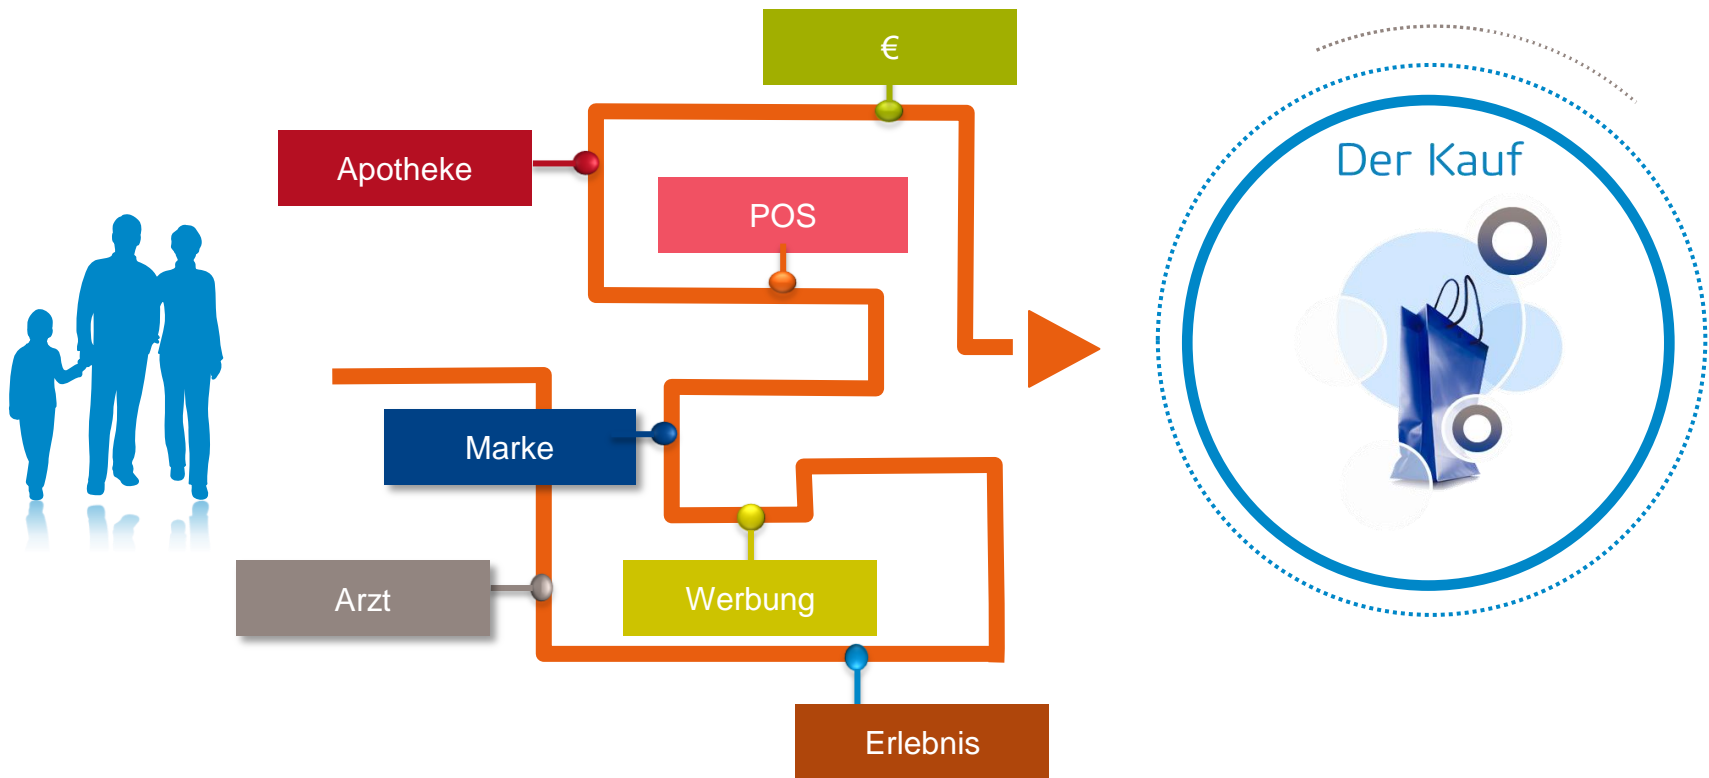 €
Apotheke
Der Kauf
POS
Marke
Arzt
Werbung
Erlebnis